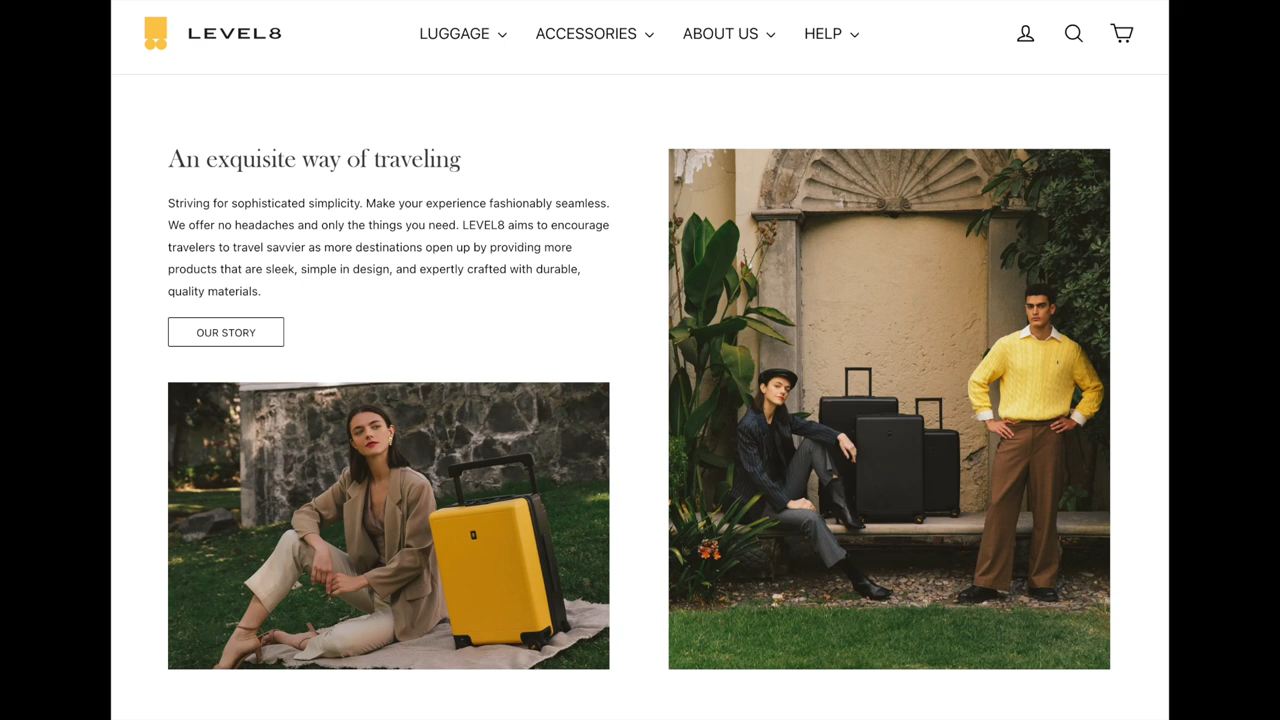 LEVEL8
LUGGAGE ACCESSORIES ABOUT US HELP
An exquisite way of traveling
Striving for sophisticated simplicity. Make your experience fashionably seamless.
We offer no headaches and only the things you need. LEVEL8 aims to encourage
travelers to travel savvier as more destinations open up by providing more
products that are sleek, simple in design, and expertly crafted with durable,
quality materials.
OUR STORY